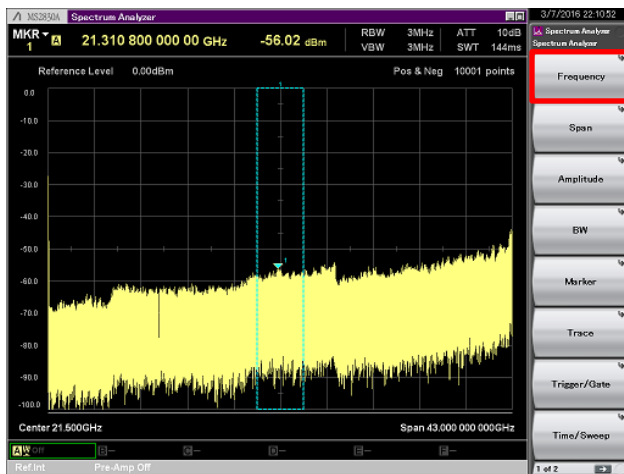 MS2830A Spectrum Analyzer
3/7/2016 22:10:52
MKR 1 A 21.310 800 000 00 GHz -56.02 dBm
RBW 3MHz ATT 10dB
VBW 3MHz SWT 144ms
Spectrum Analyzer
Spectrum Analyzer
Reference Level 0.00dBm Pos & Neg 10001 points
1
0.0
-10.0
-20.0
-30.0
-40.0
-50.0
-60.0
-70.0
-80.0
-90.0
-100.0
1
Center 21.500GHz Span 43.000 000 000GHz
A W Off B- C- D- E- F-
Ref.Int Pre-Amp Off
Frequency
Span
Amplitude
BW
Marker
Trace
Trigger/Gate
Time/Sweep
1 of 2